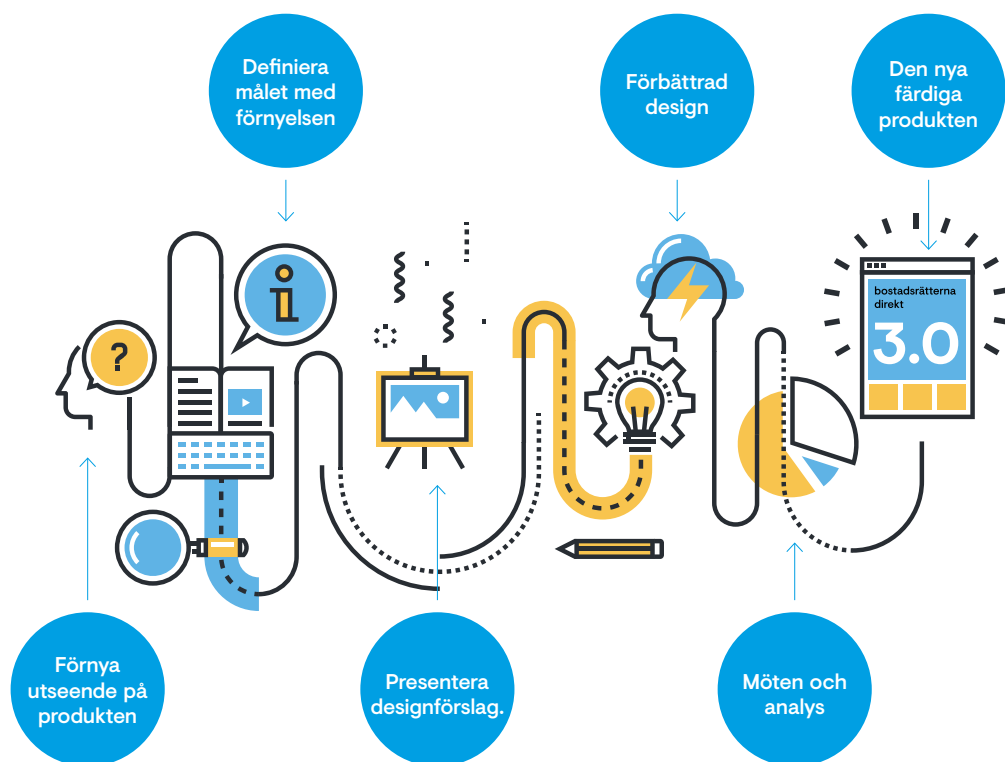 Definiera
målet med
förnyelsen
Förbättrad
design
Den nya
färdiga
produkten
?
i
bostadsrätterna
direkt
3.0
Förnya
utseende på
produkten
Presentera
designförslag.
Möten och
analys